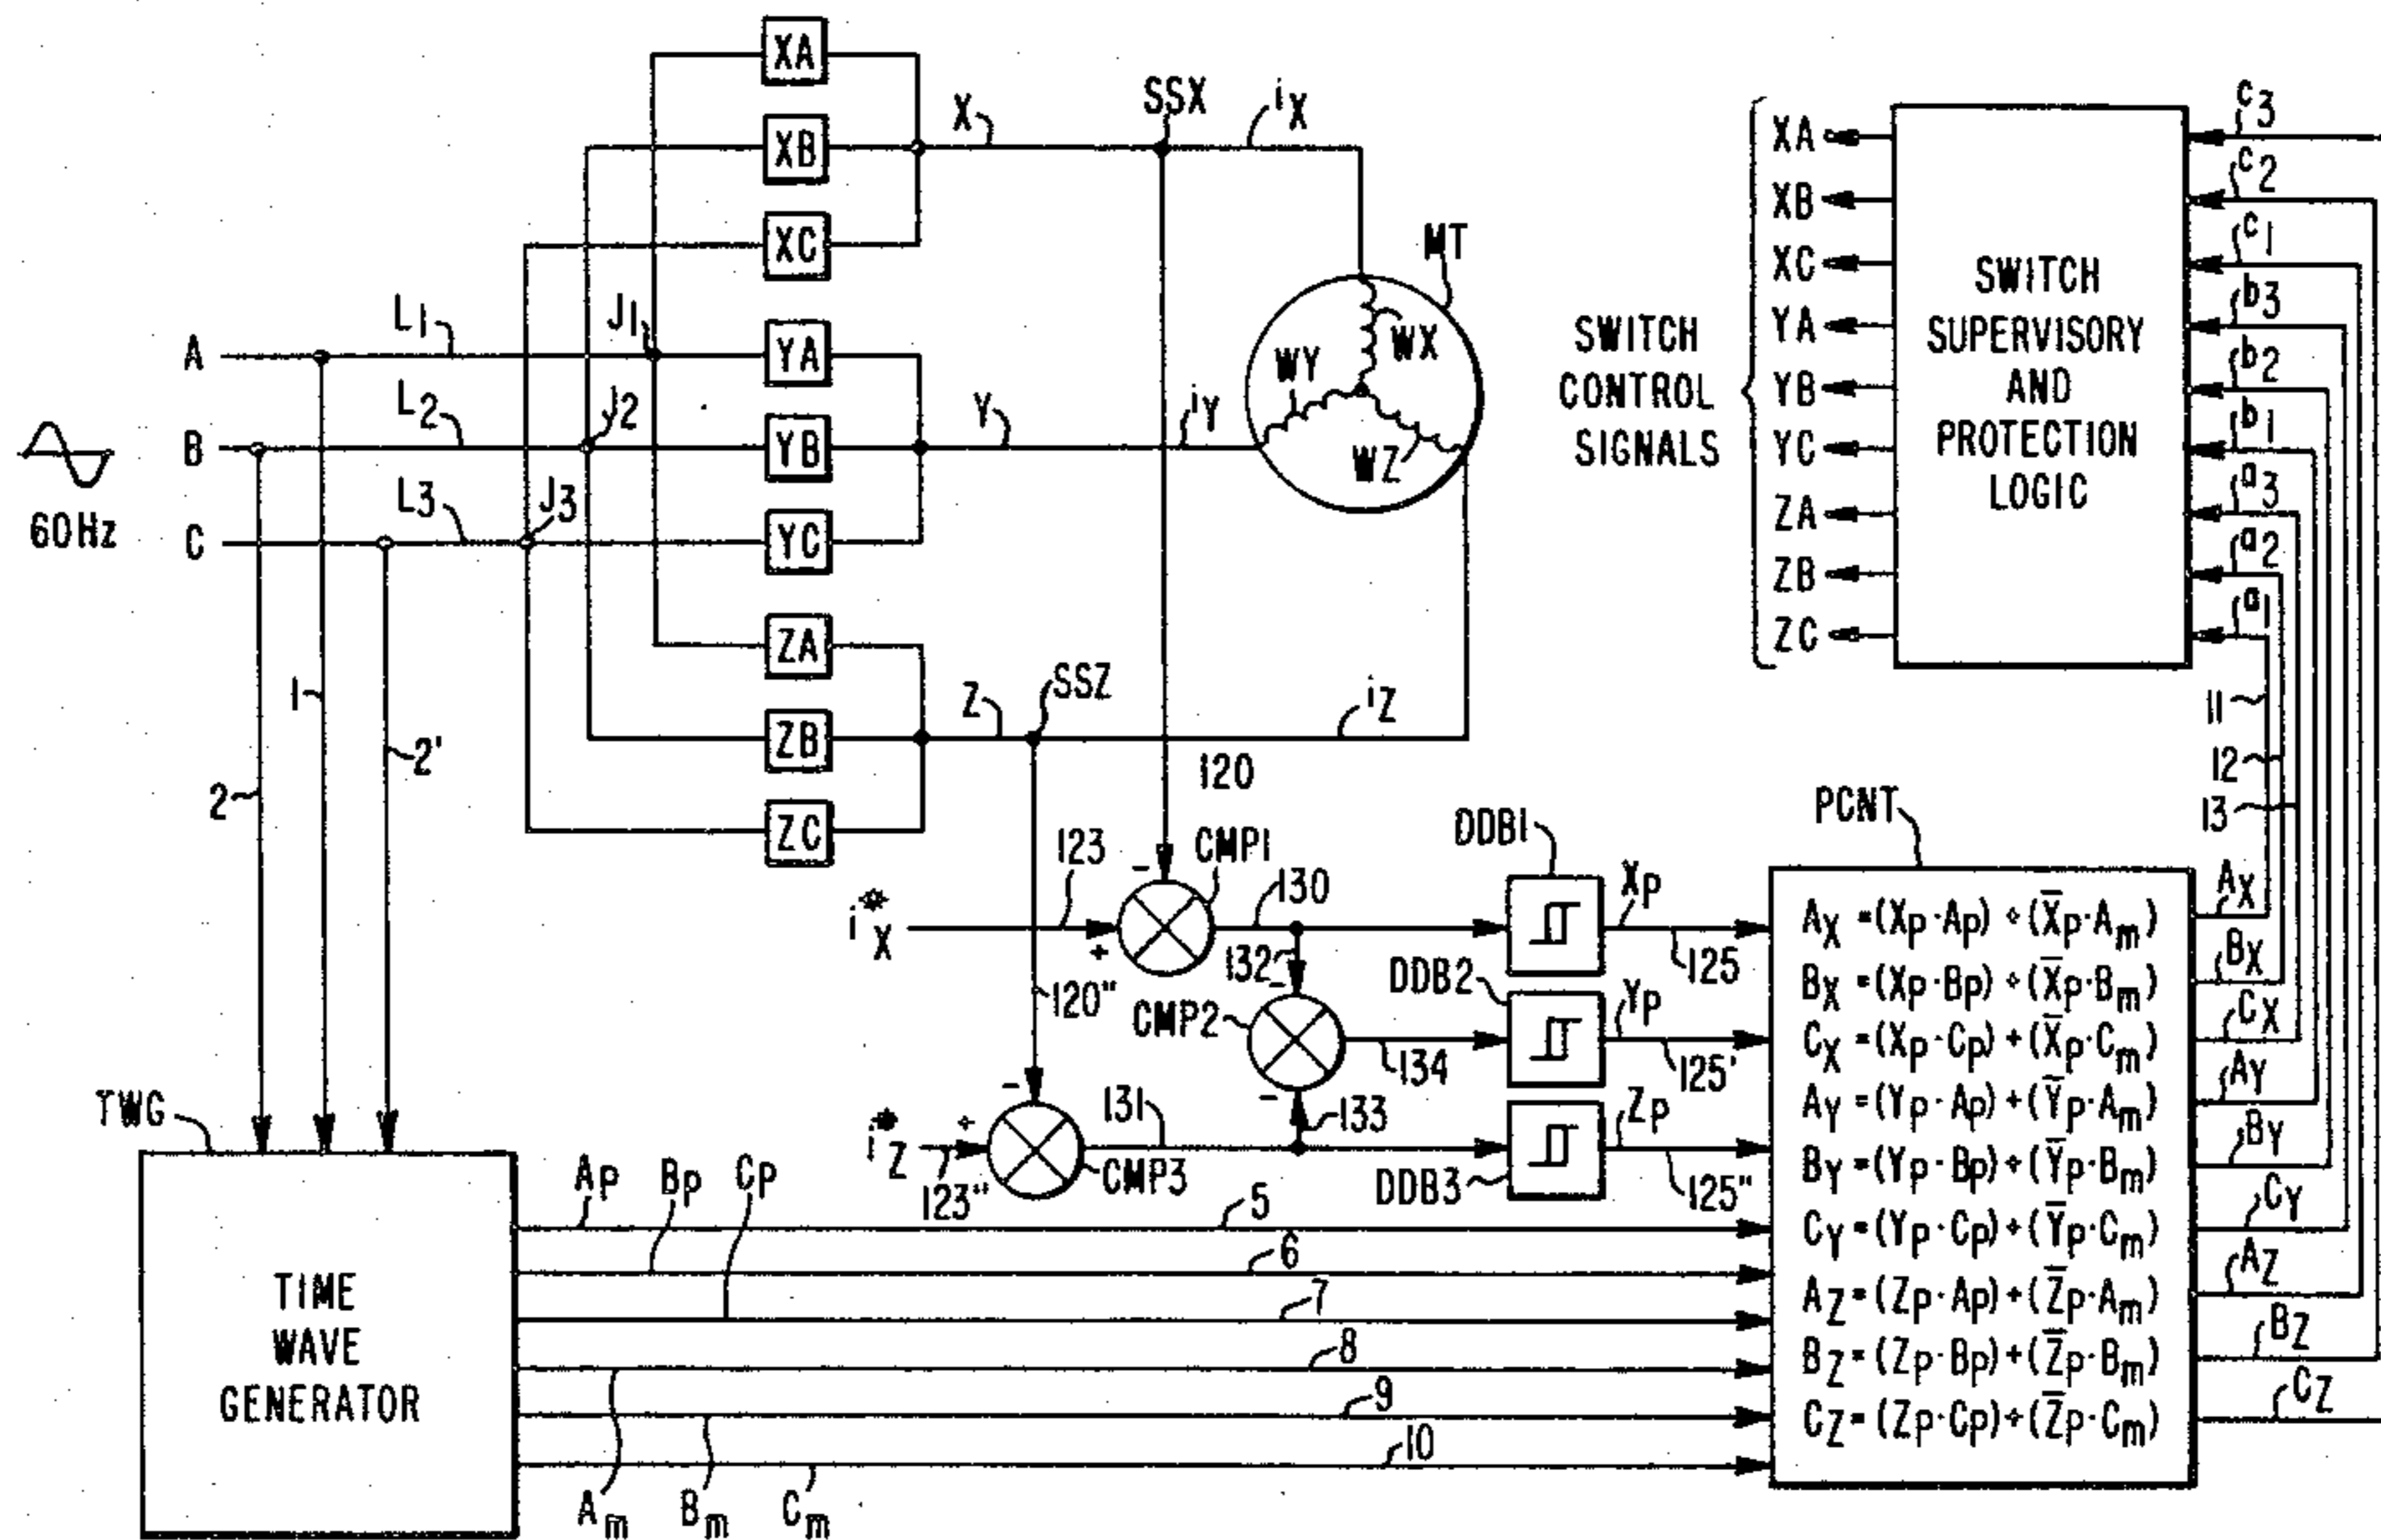 XA
XB
XC
YA
YB
YC
ZA
ZB
ZC
X
SSX
iX
MT
WX
WY
WZ
Y
iY
Z
SSZ
iZ
A
B
C
60 Hz
L1
L2
L3
J1
J2
J3
1
2
2'
120
120"
SWITCH
CONTROL
SIGNALS
XA
XB
XC
YA
YB
YC
ZA
ZB
ZC
SWITCH
SUPERVISORY
AND
PROTECTION
LOGIC
c3
c2
c1
b3
b2
b1
a3
a2
a1
11
12
13
i*X
123
+
-
CMP1
130
132
-
CMP2
134
-
133
i*Z
123"
+
-
CMP3
131
DDB1
DDB2
DDB3
Xp
125
Yp
125'
Zp
125"
PCNT
AX = (Xp · Ap) + (X̅p · Am)
BX = (Xp · Bp) + (X̅p · Bm)
CX = (Xp · Cp) + (X̅p · Cm)
AY = (Yp · Ap) + (Y̅p · Am)
BY = (Yp · Bp) + (Y̅p · Bm)
CY = (Yp · Cp) + (Y̅p · Cm)
AZ = (Zp · Ap) + (Z̅p · Am)
BZ = (Zp · Bp) + (Z̅p · Bm)
CZ = (Zp · Cp) + (Z̅p · Cm)
AX
BX
CX
AY
BY
CY
AZ
BZ
CZ
TWG
TIME
WAVE
GENERATOR
Ap
Bp
Cp
Am
Bm
Cm
5
6
7
8
9
10